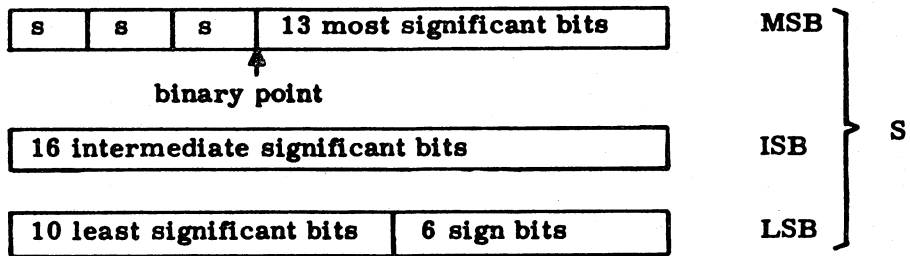 s s s 13 most significant bits MSB
binary point
16 intermediate significant bits ISB S
10 least significant bits 6 sign bits LSB